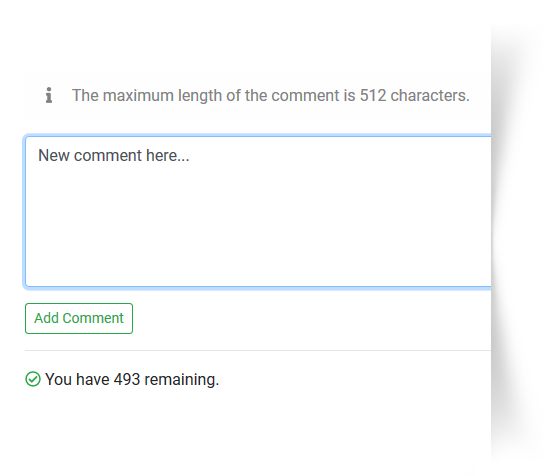 The maximum length of the comment is 512 characters.
New comment here...
Add Comment
You have 493 remaining.